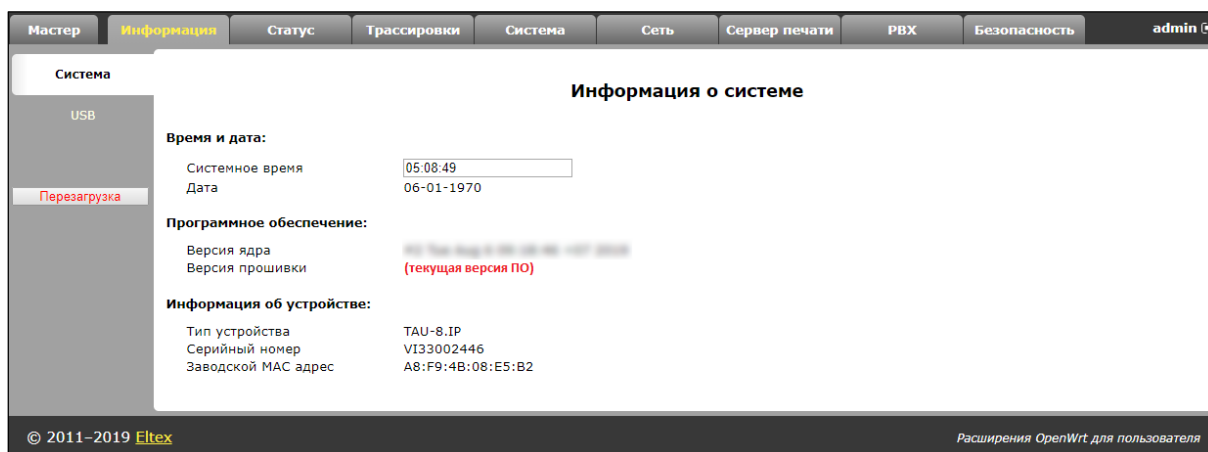 Мастер Информация Статус Трассировки Система Сеть Сервер печати PBX Безопасность admin
Система
USB
Перезагрузка
Информация о системе
Время и дата:
Системное время 05:08:49
Дата 06-01-1970
Программное обеспечение:
Версия ядра
Версия прошивки (текущая версия ПО)
Информация об устройстве:
Тип устройства TAU-8.IP
Серийный номер VI33002446
Заводской MAC адрес A8:F9:4B:08:E5:B2
© 2011–2019 Eltex
Расширения OpenWrt для пользователя